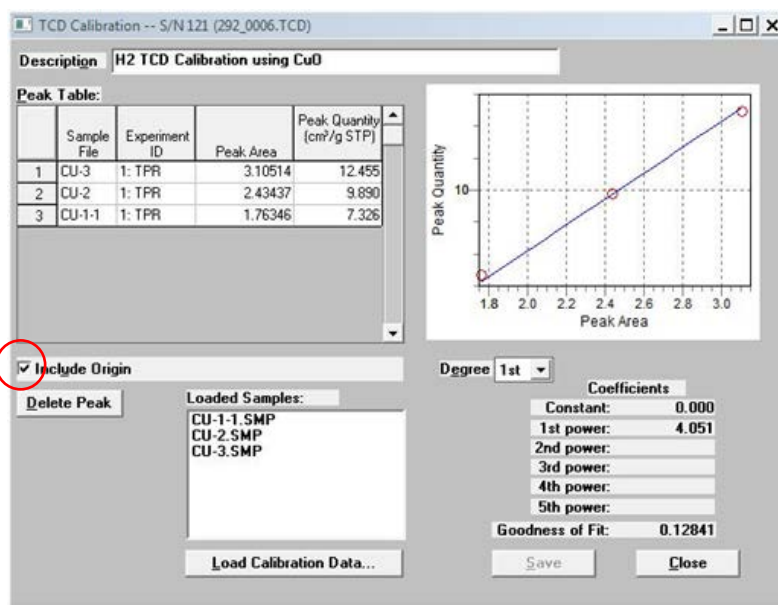 TCD Calibration -- S/N 121 (292_0006.TCD)
Description H2 TCD Calibration using CuO
Peak Table:
Sample File Experiment ID Peak Area Peak Quantity (cm³/g STP)
1 CU-3 1: TPR 3.10514 12.455
2 CU-2 1: TPR 2.43437 9.890
3 CU-1-1 1: TPR 1.76346 7.326
Peak Quantity
10
1.8 2.0 2.2 2.4 2.6 2.8 3.0
Peak Area
Include Origin
Delete Peak
Loaded Samples:
CU-1-1.SMP
CU-2.SMP
CU-3.SMP
Load Calibration Data...
Degree 1st
Coefficients
Constant: 0.000
1st power: 4.051
2nd power:
3rd power:
4th power:
5th power:
Goodness of Fit: 0.12841
Save Close